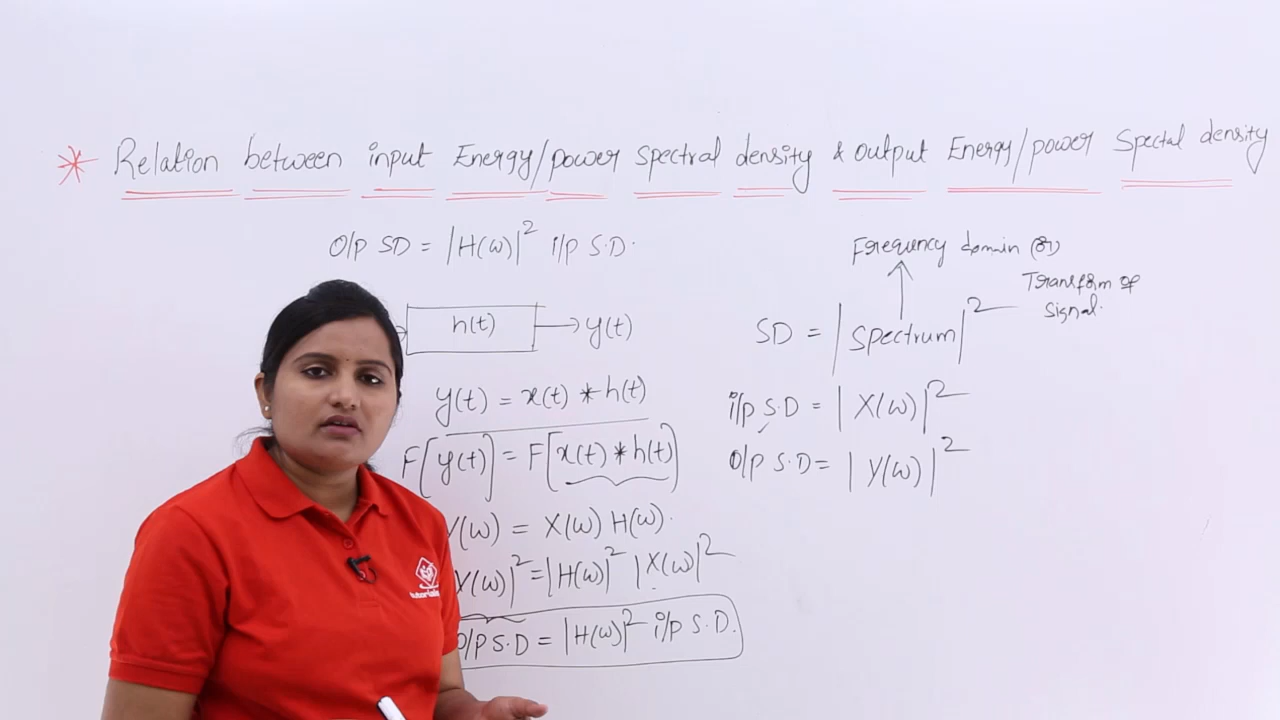 * Relation between input Energy/power spectral density & output Energy/power Spectal density
O/p SD = |H(ω)|² i/p S.D.
h(t) → y(t)
y(t) = x(t) * h(t)
F[y(t)] = F[x(t) * h(t)]
Y(ω) = X(ω) H(ω).
Y(ω)|² = |H(ω)|² |X(ω)|²
O/p S.D = |H(ω)|² i/p S.D.
Frequency domain (or)
Transform of
signal.
SD = |Spectrum|²
i/p S.D = |X(ω)|²
O/p S.D = |Y(ω)|²